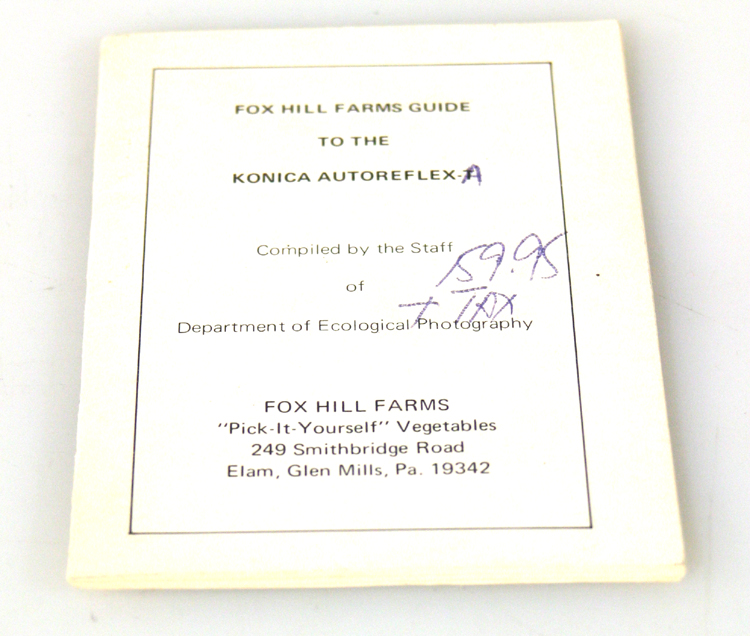 FOX HILL FARMS GUIDE
TO THE
KONICA AUTOREFLEX-A
Compiled by the Staff
159.95
of
+ TAX
Department of Ecological Photography
FOX HILL FARMS
"Pick-It-Yourself" Vegetables
249 Smithbridge Road
Elam, Glen Mills, Pa. 19342